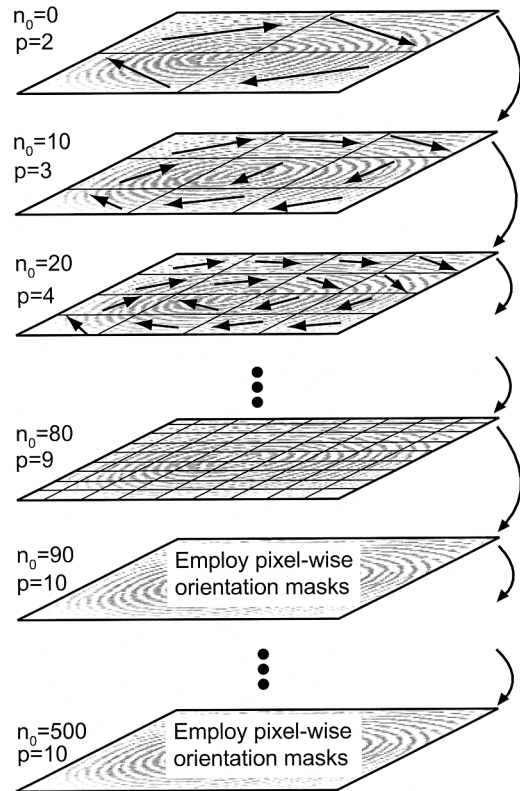 n0=0
p=2
n0=10
p=3
n0=20
p=4
n0=80
p=9
n0=90
p=10
Employ pixel-wise
orientation masks
n0=500
p=10
Employ pixel-wise
orientation masks